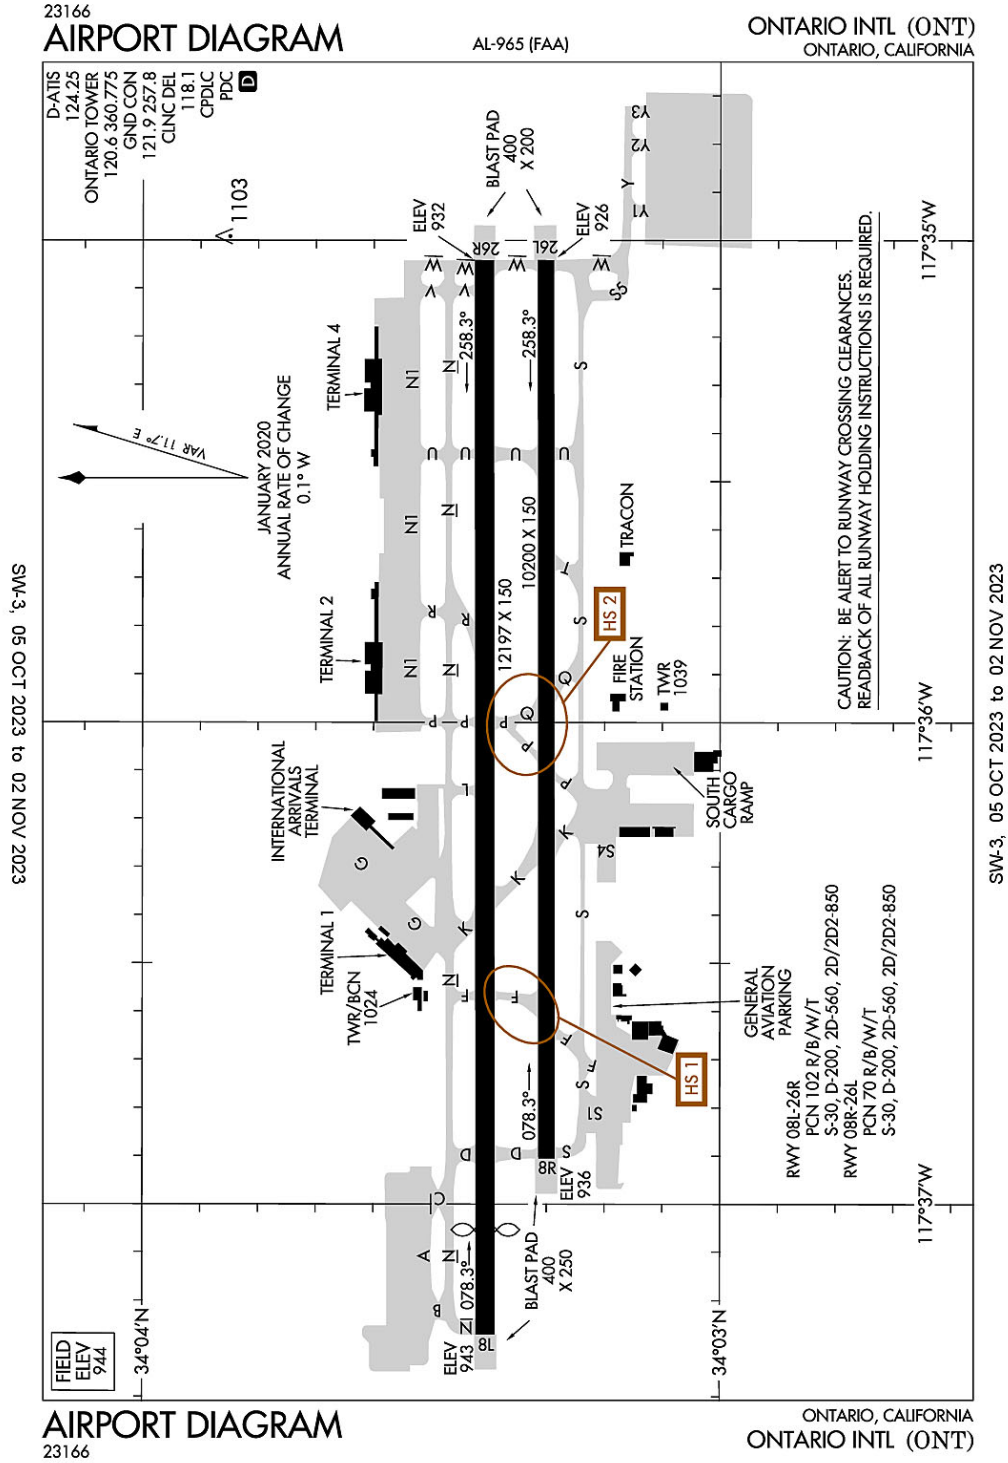 23166
AIRPORT DIAGRAM
AL-965 (FAA)
ONTARIO INTL (ONT)
ONTARIO, CALIFORNIA
D-ATIS
124.25
ONTARIO TOWER
120.6 360.775
GND CON
121.9 257.8
CLNC DEL
118.1
CPDLC
PDC
D
1103
BLAST PAD
400
X 200
ELEV
932
ELEV
926
26R
26L
Y3
Y2
Y
Y1
W
W
W
W
V
V
S5
117°35'W
VAR 11.7° E
JANUARY 2020
ANNUAL RATE OF CHANGE
0.1° W
TERMINAL 4
N1
N
258.3°
258.3°
S
U
U
U
U
N1
N
10200 X 150
12197 X 150
T
TRACON
TERMINAL 2
R
R
S
HS 2
N1
N
Q
FIRE
STATION
TWR
1039
P
P
P
Q
P
P
117°36'W
CAUTION: BE ALERT TO RUNWAY CROSSING CLEARANCES.
READBACK OF ALL RUNWAY HOLDING INSTRUCTIONS IS REQUIRED.
INTERNATIONAL
ARRIVALS
TERMINAL
L
K
SOUTH
CARGO
RAMP
S4
G
G
K
K
S
TERMINAL 1
TWR/BCN
1024
N
F
F
F
F
GENERAL
AVIATION
PARKING
HS 1
078.3°
S
S1
D
D
S
8R
ELEV
936
RWY 08L-26R
PCN 102 R/B/W/T
S-30, D-200, 2D-560, 2D/2D2-850
RWY 08R-26L
PCN 70 R/B/W/T
S-30, D-200, 2D-560, 2D/2D2-850
117°37'W
C
A
N
B
N
078.3°
BLAST PAD
400
X 250
8L
ELEV
943
FIELD
ELEV
944
34°04'N
34°03'N
SW-3, 05 OCT 2023 to 02 NOV 2023
SW-3, 05 OCT 2023 to 02 NOV 2023
AIRPORT DIAGRAM
23166
ONTARIO, CALIFORNIA
ONTARIO INTL (ONT)